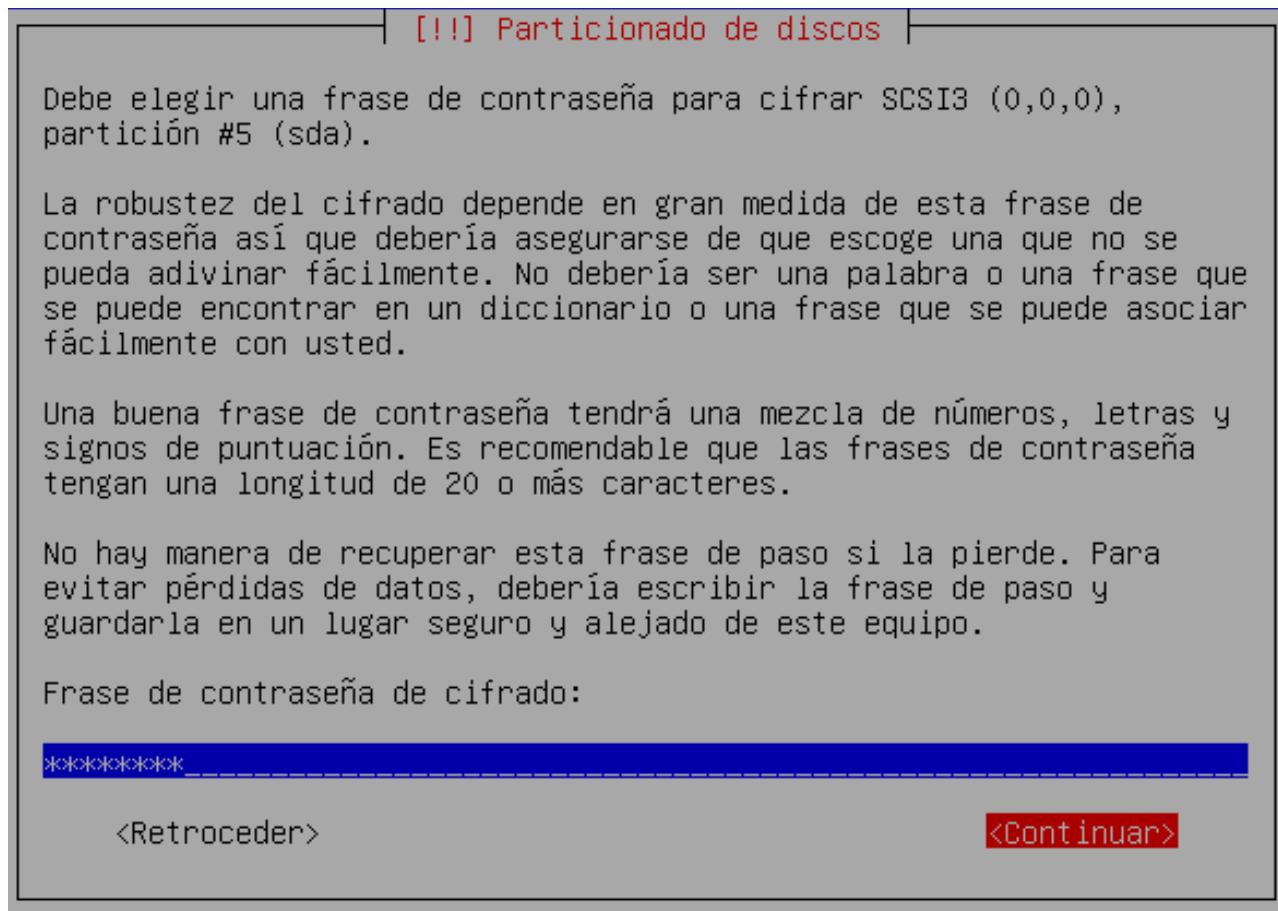 [!!] Particionado de discos
Debe elegir una frase de contraseña para cifrar SCSI3 (0,0,0),
partición #5 (sda).
La robustez del cifrado depende en gran medida de esta frase de
contraseña así que debería asegurarse de que escoge una que no se
pueda adivinar fácilmente. No debería ser una palabra o una frase que
se puede encontrar en un diccionario o una frase que se puede asociar
fácilmente con usted.
Una buena frase de contraseña tendrá una mezcla de números, letras y
signos de puntuación. Es recomendable que las frases de contraseña
tengan una longitud de 20 o más caracteres.
No hay manera de recuperar esta frase de paso si la pierde. Para
evitar pérdidas de datos, debería escribir la frase de paso y
guardarla en un lugar seguro y alejado de este equipo.
Frase de contraseña de cifrado:
********
<Retroceder> <Continuar>